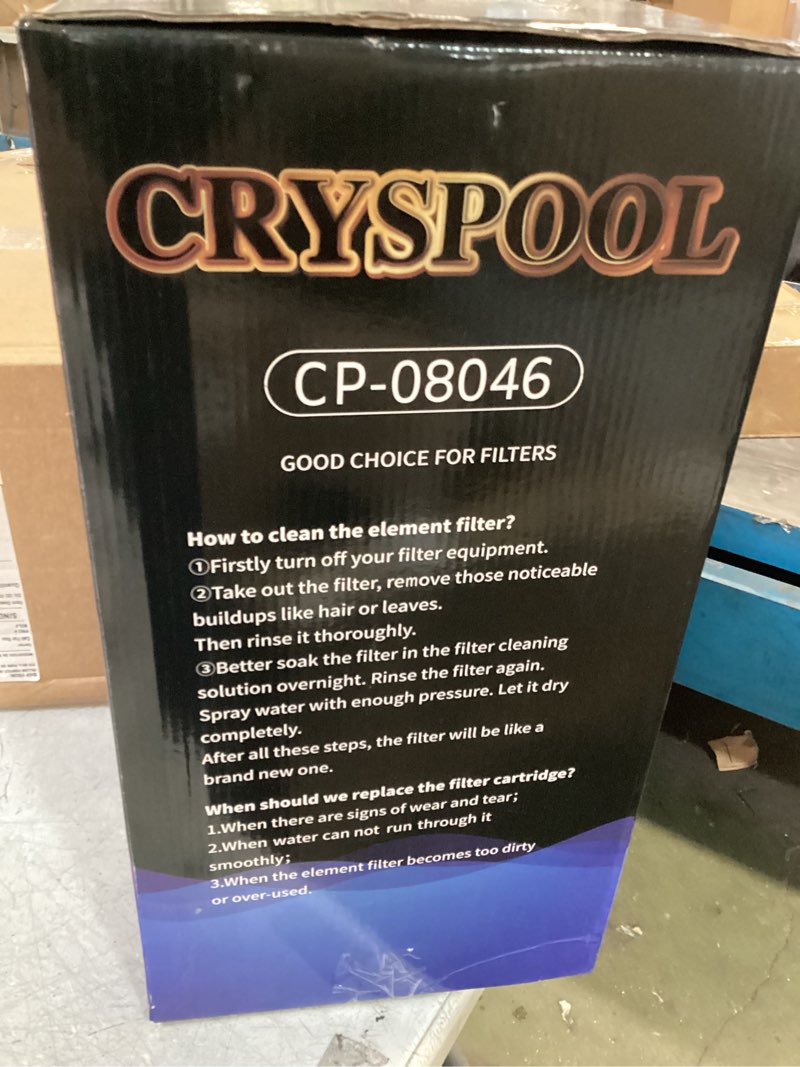 CRYSPOOL
CP-08046
GOOD CHOICE FOR FILTERS
How to clean the element filter?
①Firstly turn off your filter equipment.
②Take out the filter, remove those noticeable
buildups like hair or leaves.
Then rinse it thoroughly.
③Better soak the filter in the filter cleaning
solution overnight. Rinse the filter again.
Spray water with enough pressure. Let it dry
completely.
After all these steps, the filter will be like a
brand new one.
When should we replace the filter cartridge?
1.When there are signs of wear and tear;
2.When water can not run through it
smoothly;
3.When the element filter becomes too dirty
or over-used.